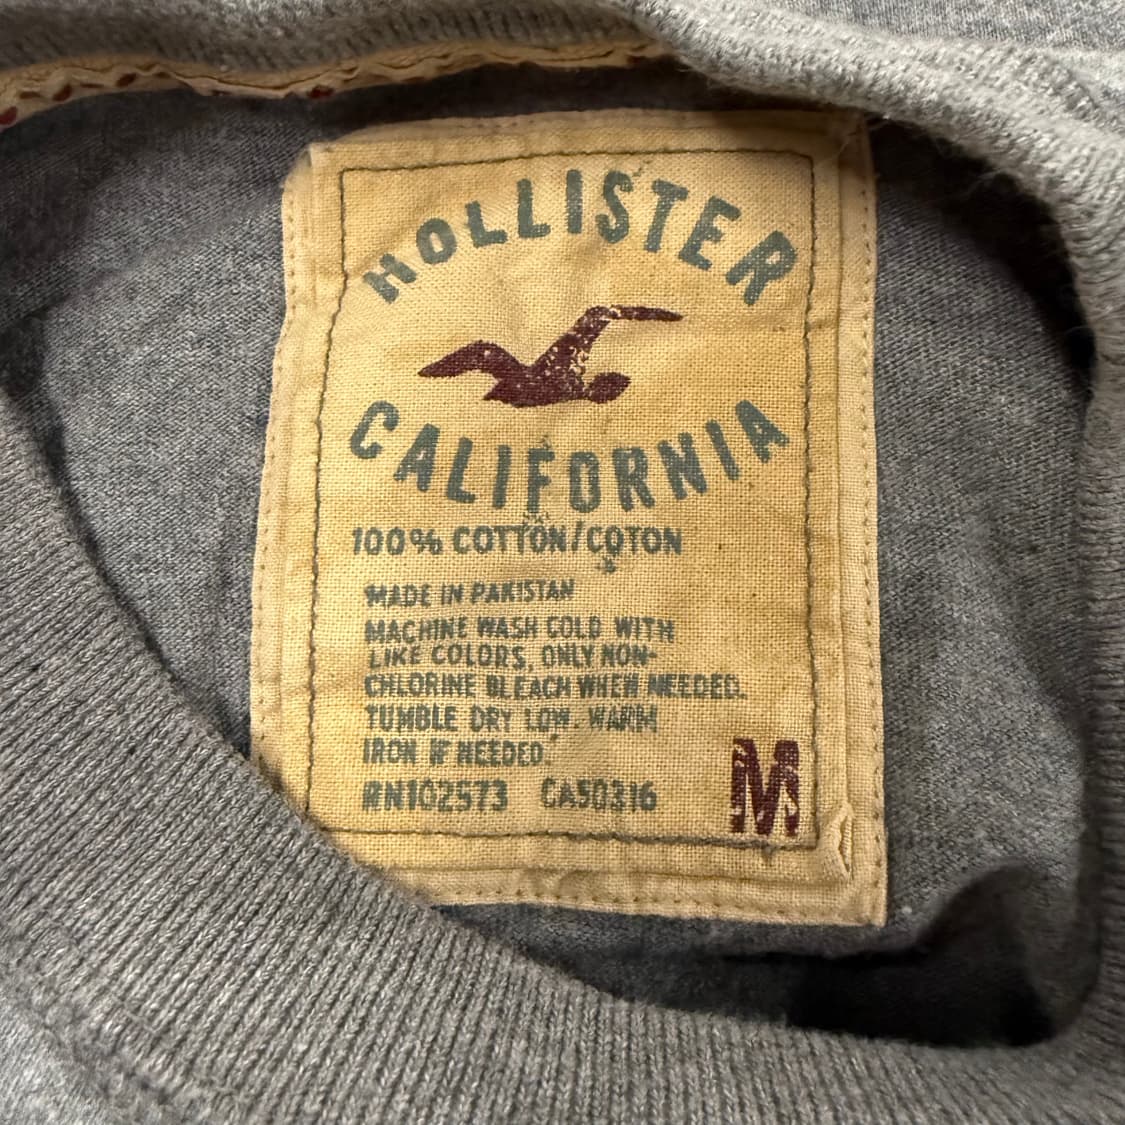 HOLLISTER
CALIFORNIA
100% COTTON/COTON
MADE IN PAKISTAN
MACHINE WASH COLD WITH
LIKE COLORS, ONLY NON-
CHLORINE BLEACH WHEN NEEDED.
TUMBLE DRY LOW. WARM
IRON IF NEEDED.
RN102573 CA50316
M